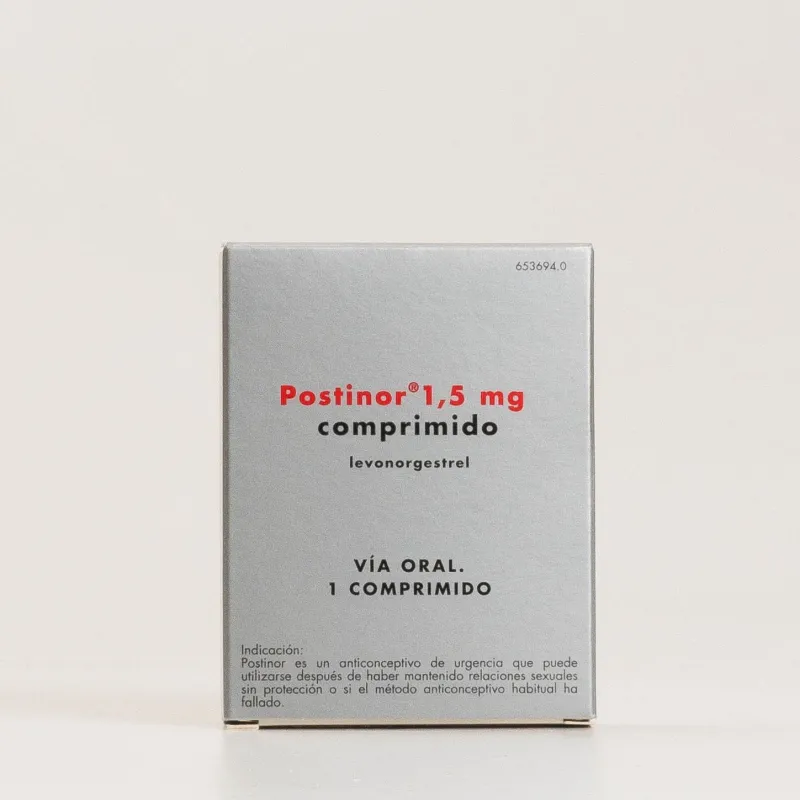 653694.0
Postinor® 1,5 mg
comprimido
levonorgestrel
VÍA ORAL.
1 COMPRIMIDO
Indicación:
Postinor es un anticonceptivo de urgencia que puede
utilizarse después de haber mantenido relaciones sexuales
sin protección o si el método anticonceptivo habitual ha
fallado.